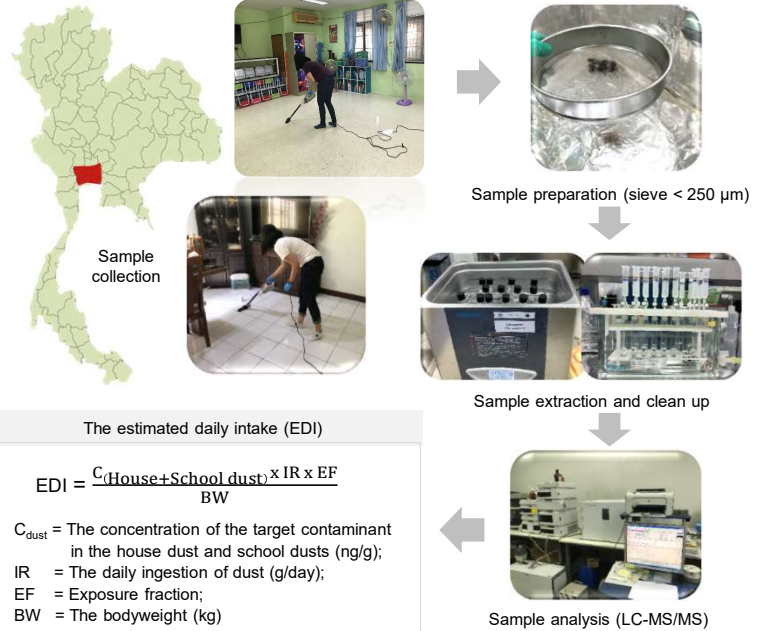 Sample
collection
Sample preparation (sieve < 250 µm)
Sample extraction and clean up
Sample analysis (LC-MS/MS)
The estimated daily intake (EDI)
EDI = C(House+School dust) x IR x EF
BW
Cdust = The concentration of the target contaminant
in the house dust and school dusts (ng/g);
IR = The daily ingestion of dust (g/day);
EF = Exposure fraction;
BW = The bodyweight (kg)